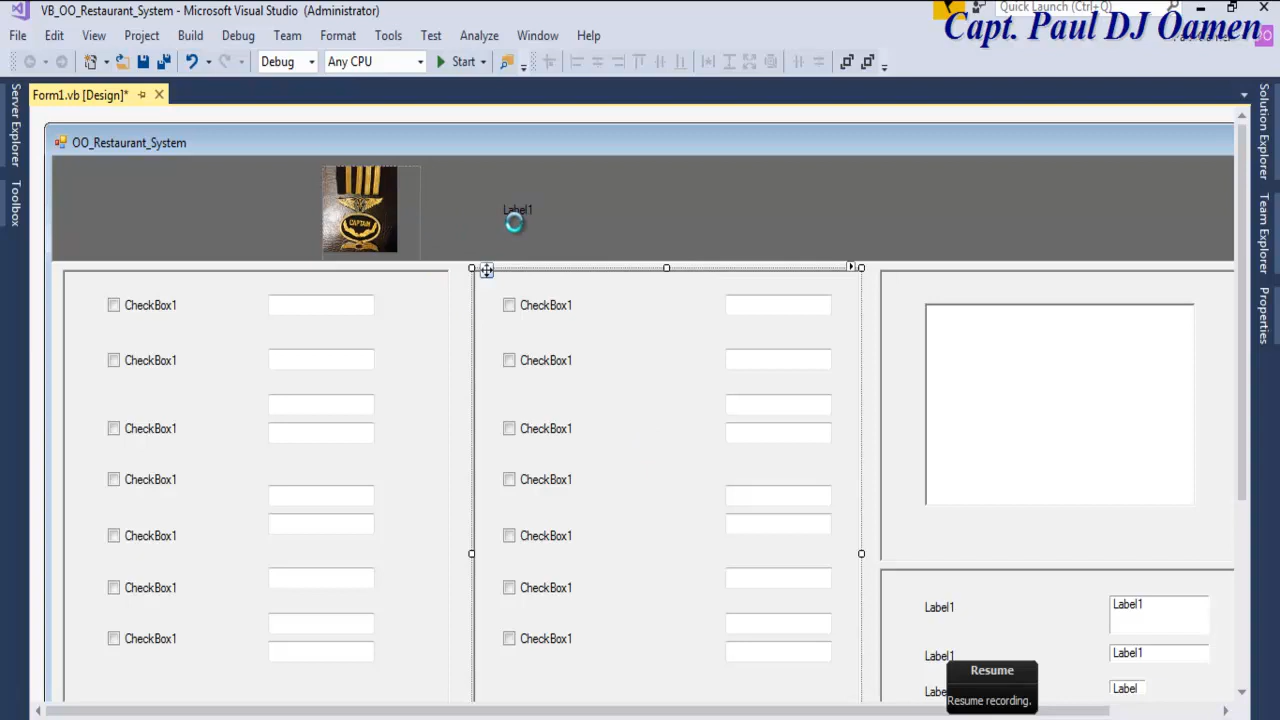 VB_OO_Restaurant_System - Microsoft Visual Studio (Administrator)
Quick Launch (Ctrl+Q)
Capt. Paul DJ Oamen
File Edit View Project Build Debug Team Format Tools Test Analyze Window Help
Debug Any CPU Start
Form1.vb [Design]*
Server Explorer
Toolbox
Solution Explorer
Team Explorer
Properties
OO_Restaurant_System
CAPTAIN
Label1
CheckBox1 CheckBox1
CheckBox1 CheckBox1
CheckBox1 CheckBox1
CheckBox1 CheckBox1
CheckBox1 CheckBox1
CheckBox1 CheckBox1
CheckBox1 CheckBox1
Label1 Label1
Label1 Label1
Label
Resume
Resume recording.